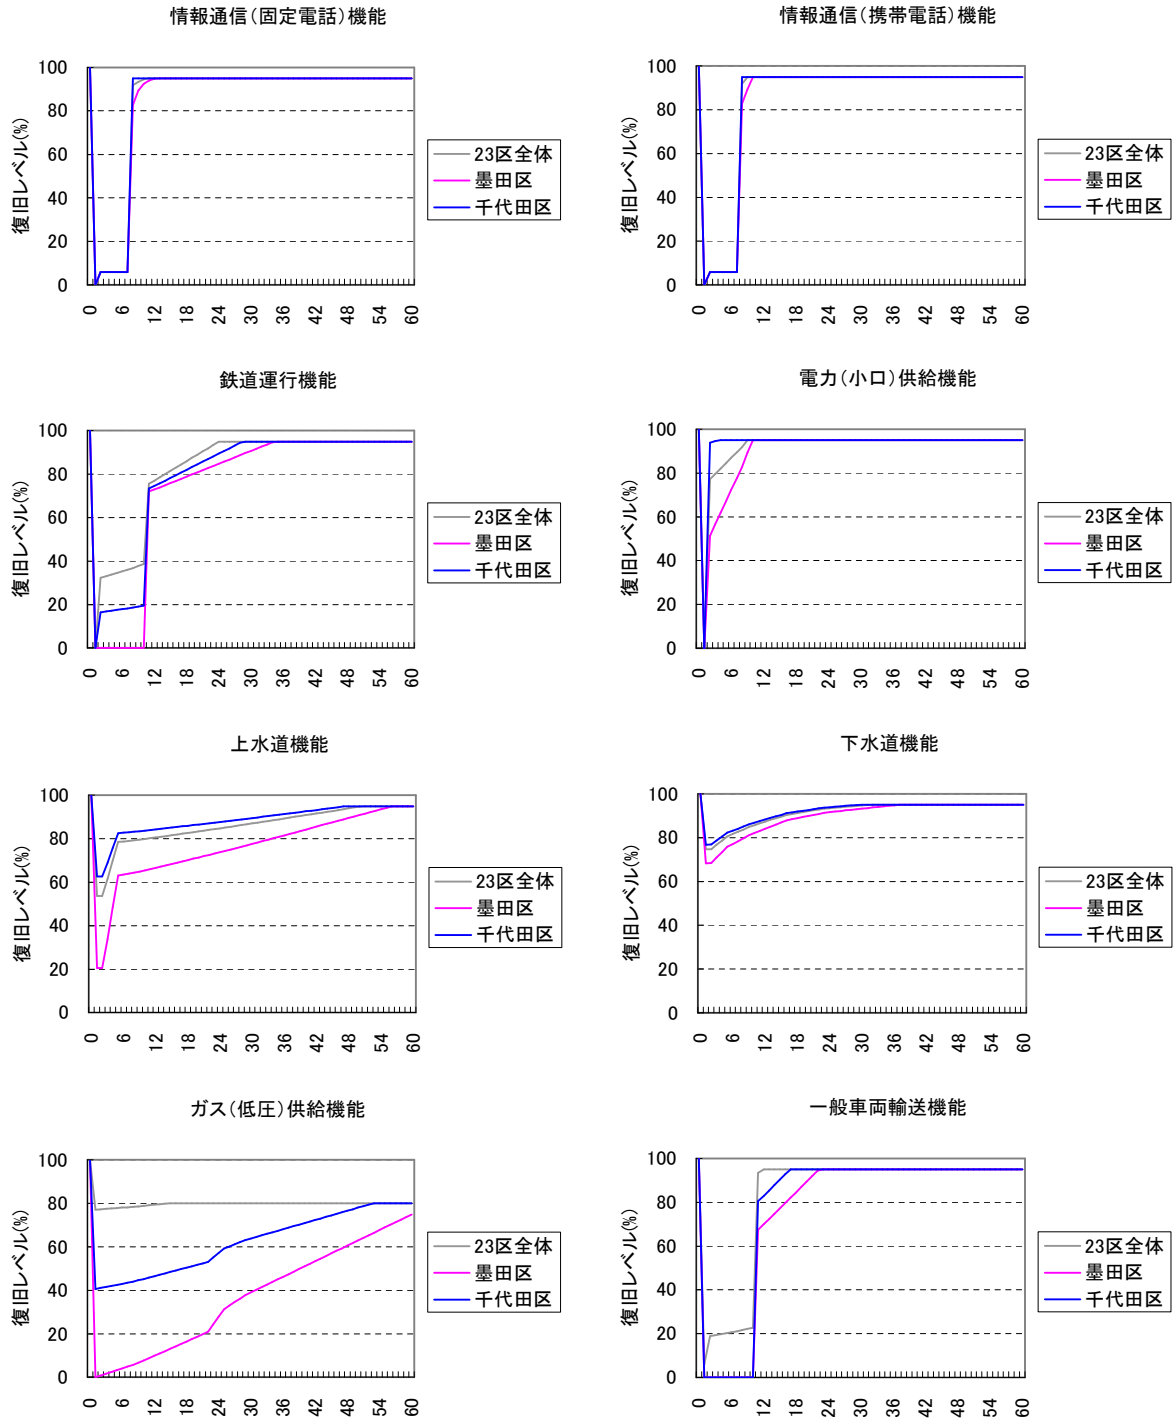 情報通信（固定電話）機能
復旧レベル(%)
100
80
60
40
20
0
0 6 12 18 24 30 36 42 48 54 60
23区全体
墨田区
千代田区
情報通信（携帯電話）機能
復旧レベル(%)
100
80
60
40
20
0
0 6 12 18 24 30 36 42 48 54 60
23区全体
墨田区
千代田区
鉄道運行機能
復旧レベル(%)
100
80
60
40
20
0
0 6 12 18 24 30 36 42 48 54 60
23区全体
墨田区
千代田区
電力（小口）供給機能
復旧レベル(%)
100
80
60
40
20
0
0 6 12 18 24 30 36 42 48 54 60
23区全体
墨田区
千代田区
上水道機能
復旧レベル(%)
100
80
60
40
20
0
0 6 12 18 24 30 36 42 48 54 60
23区全体
墨田区
千代田区
下水道機能
復旧レベル(%)
100
80
60
40
20
0
0 6 12 18 24 30 36 42 48 54 60
23区全体
墨田区
千代田区
ガス（低圧）供給機能
復旧レベル(%)
100
80
60
40
20
0
0 6 12 18 24 30 36 42 48 54 60
23区全体
墨田区
千代田区
一般車両輸送機能
復旧レベル(%)
100
80
60
40
20
0
0 6 12 18 24 30 36 42 48 54 60
23区全体
墨田区
千代田区